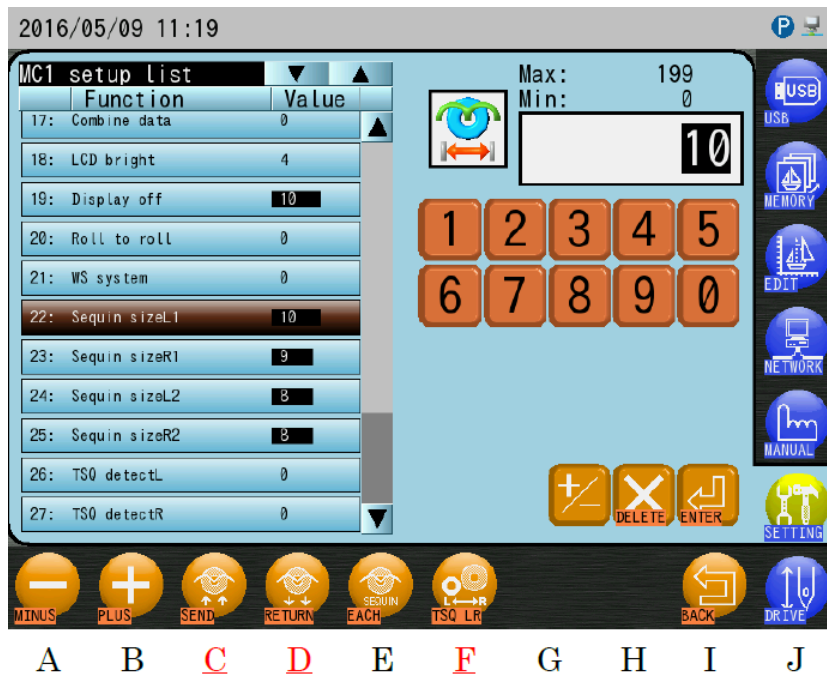 2016/05/09 11:19
P
MC1 setup list ▼ ▲
Function Value
17: Combine data 0
18: LCD bright 4
19: Display off 10
20: Roll to roll 0
21: WS system 0
22: Sequin sizeL1 10
23: Sequin sizeR1 9
24: Sequin sizeL2 8
25: Sequin sizeR2 8
26: TSQ detectL 0
27: TSQ detectR 0
Max: 199
Min: 0
10
1 2 3 4 5
6 7 8 9 0
+/- DELETE ENTER
USB
USB
MEMORY
EDIT
NETWORK
MANUAL
SETTING
MINUS PLUS SEND RETURN SEQUIN EACH L↔R TSQ LR BACK DRIVE
A B C D E F G H I J